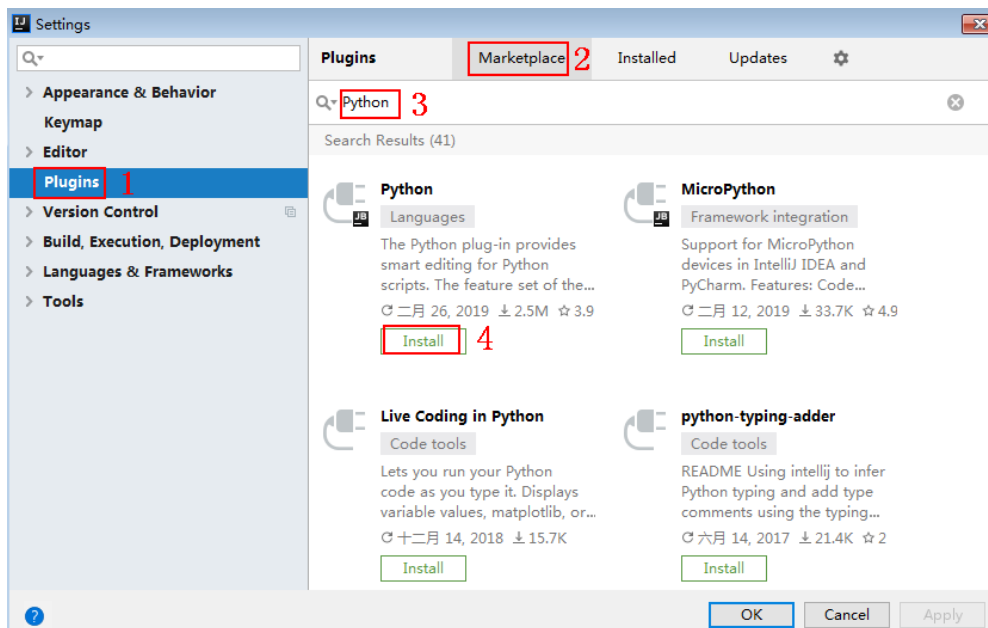 Settings
Appearance & Behavior
Keymap
Editor
Plugins 1
Version Control
Build, Execution, Deployment
Languages & Frameworks
Tools
Plugins Marketplace 2 Installed Updates
Python 3
Search Results (41)
Python
JB
Languages
The Python plug-in provides
smart editing for Python
scripts. The feature set of the...
二月 26, 2019 2.5M 3.9
Install 4
MicroPython
JB
Framework integration
Support for MicroPython
devices in IntelliJ IDEA and
PyCharm. Features: Code...
二月 12, 2019 33.7K 4.9
Install
Live Coding in Python
Code tools
Lets you run your Python
code as you type it. Displays
variable values, matplotlib, or...
十二月 14, 2018 15.7K
Install
python-typing-adder
Code tools
README Using intellij to infer
Python typing and add type
comments using the typing...
六月 14, 2017 21.4K 2
Install
?
OK Cancel Apply